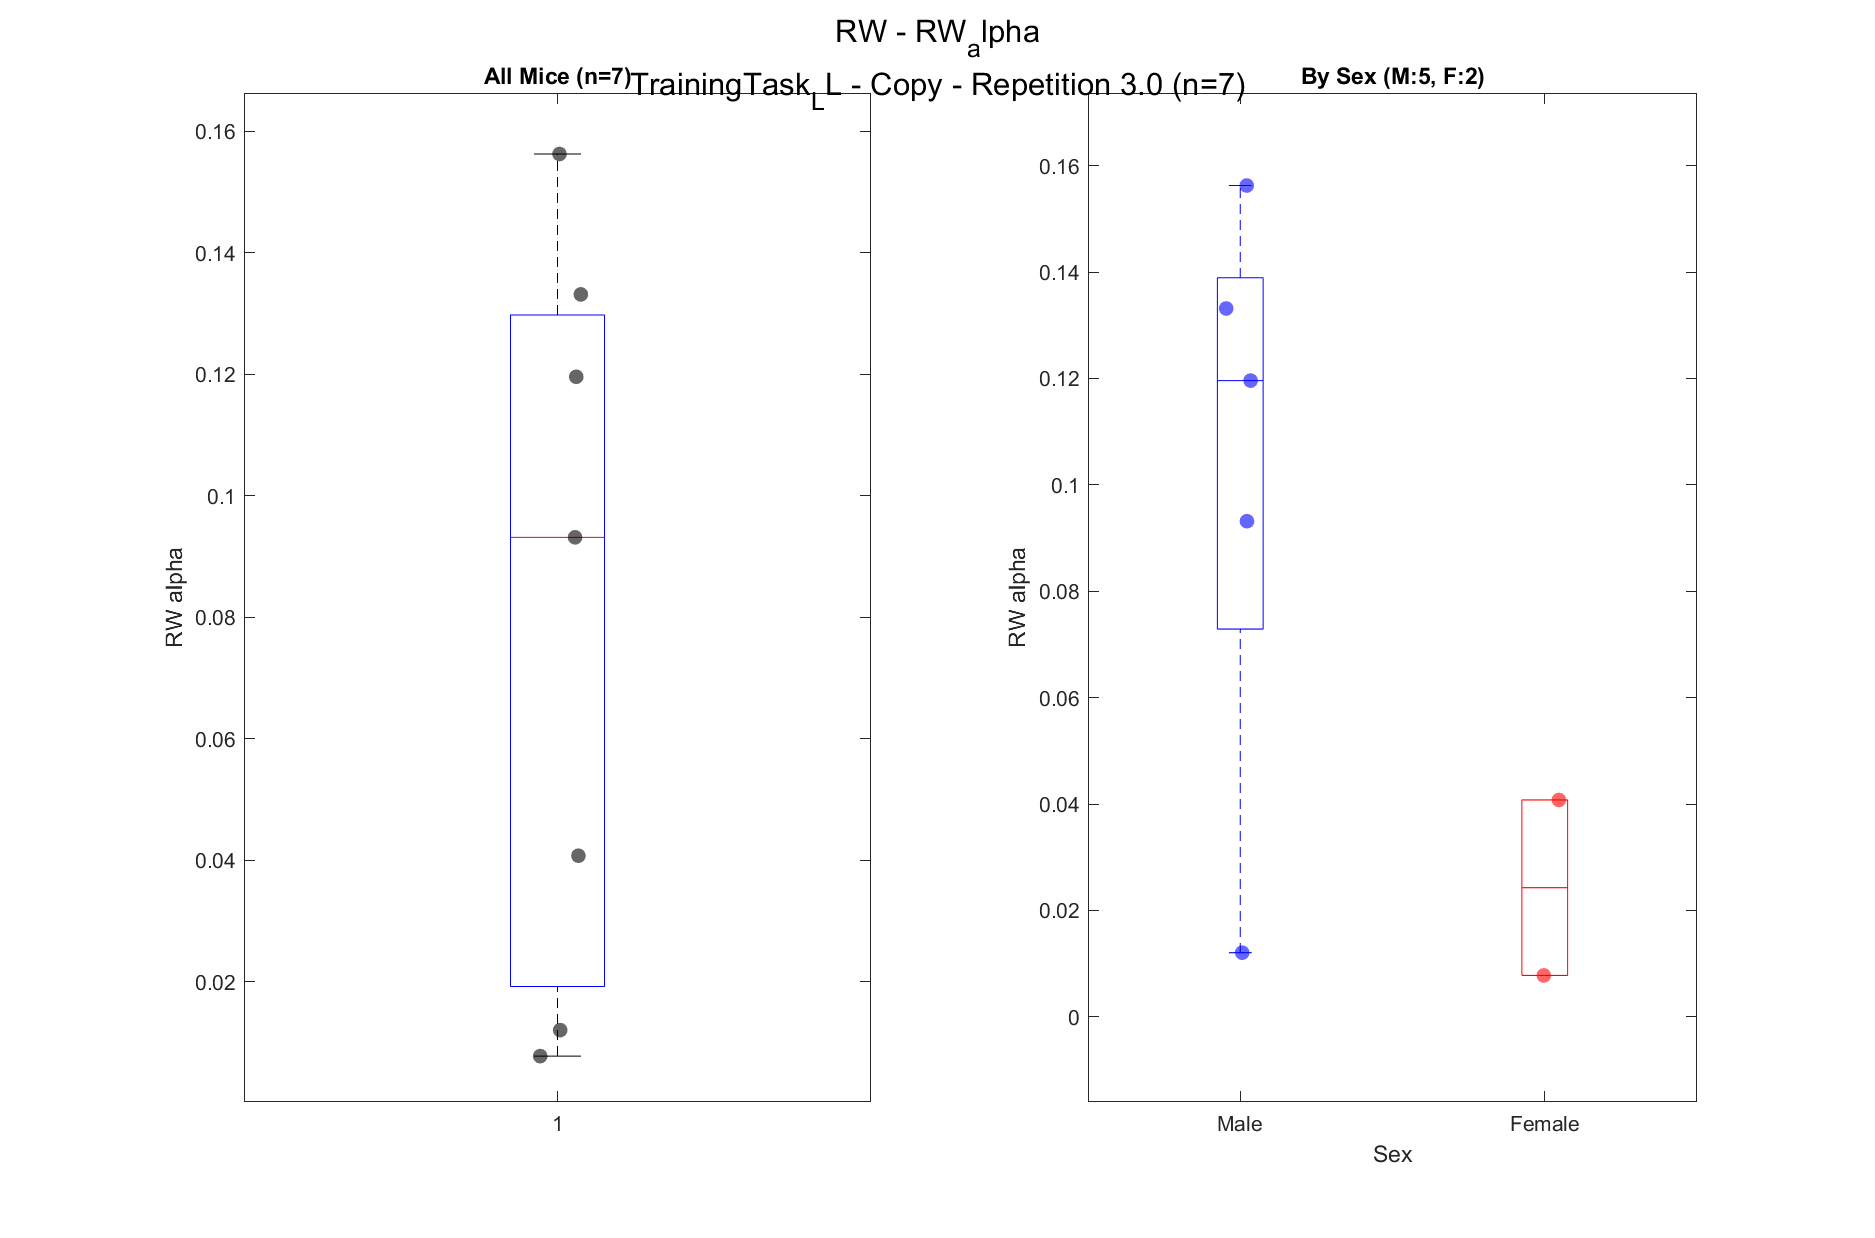 RW - RW_alpha
TrainingTask_LL - Copy - Repetition 3.0 (n=7)
All Mice (n=7)
RW alpha
0.16
0.14
0.12
0.1
0.08
0.06
0.04
0.02
1
By Sex (M:5, F:2)
RW alpha
0.16
0.14
0.12
0.1
0.08
0.06
0.04
0.02
0
Male Female
Sex